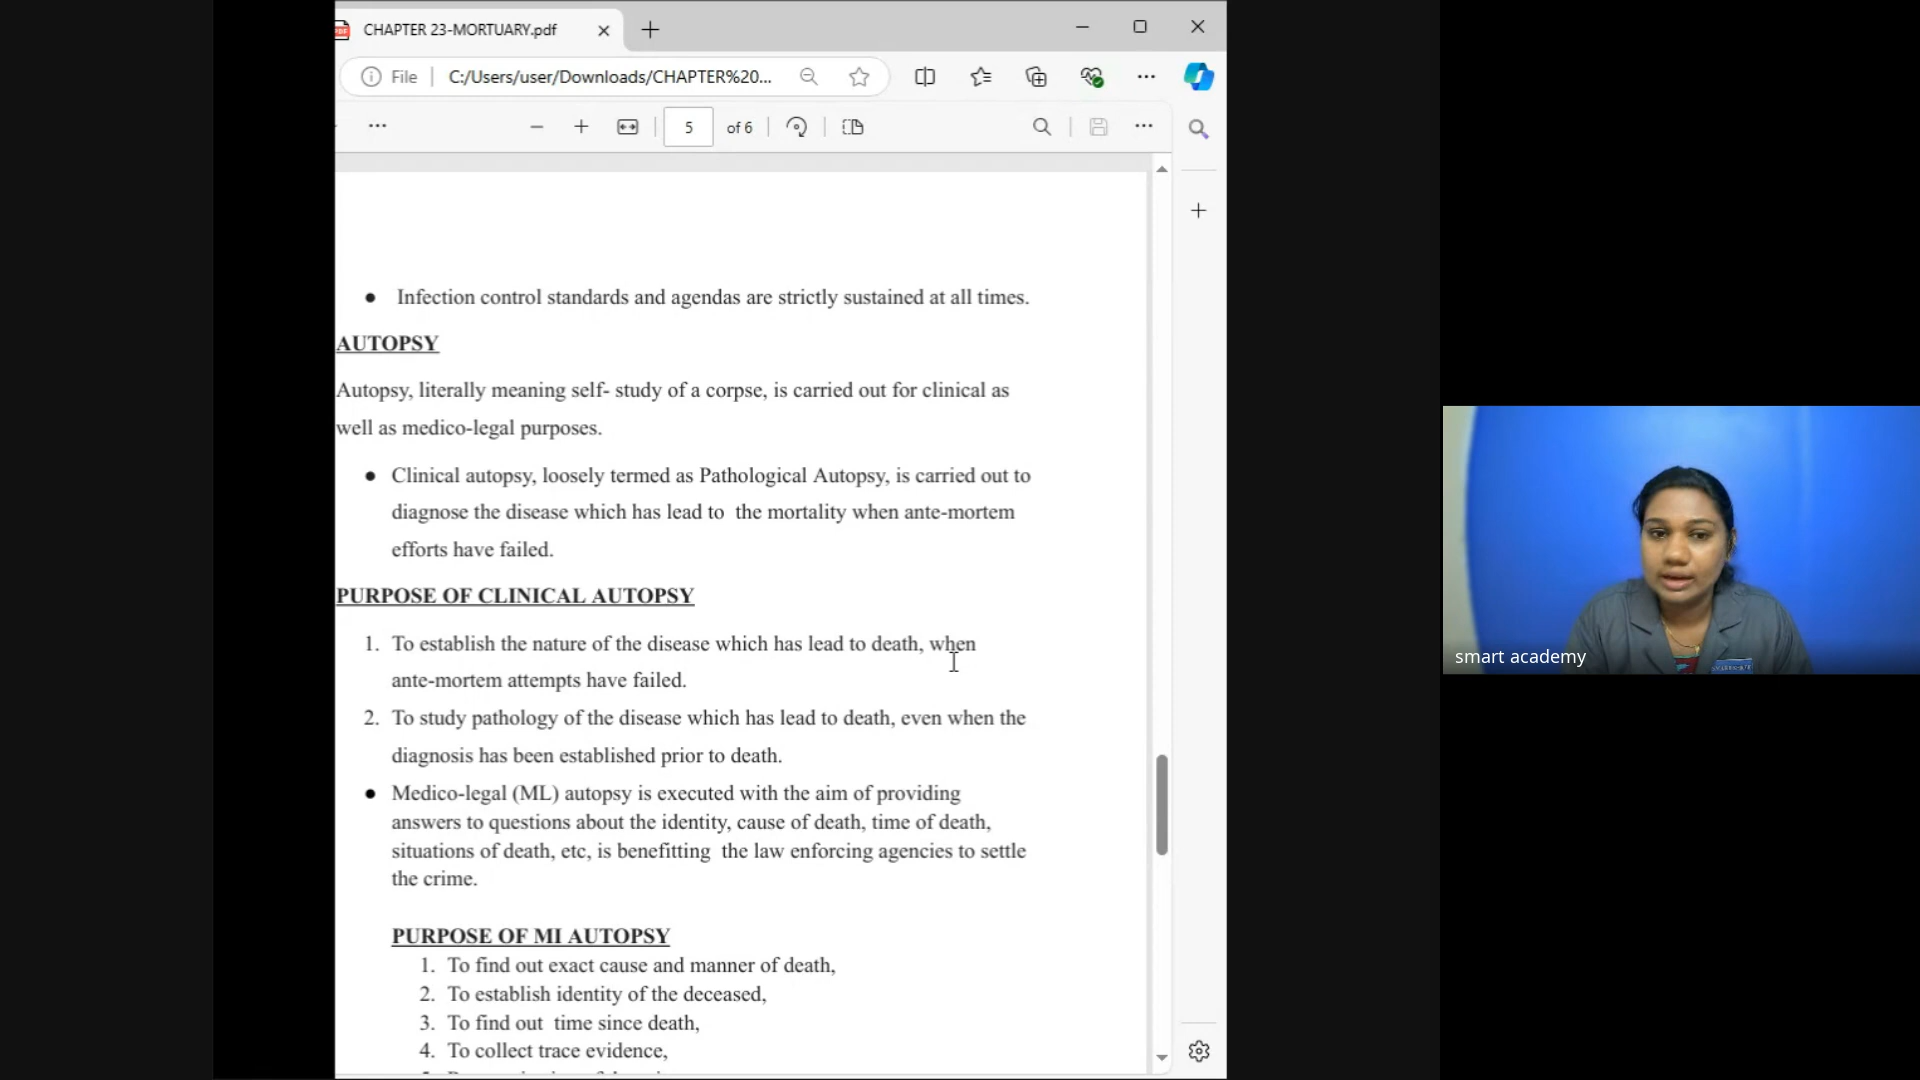 CHAPTER 23-MORTUARY.pdf
File
C:/Users/user/Downloads/CHAPTER%20...
5 of 6
● Infection control standards and agendas are strictly sustained at all times.
AUTOPSY
Autopsy, literally meaning self- study of a corpse, is carried out for clinical as
well as medico-legal purposes.
● Clinical autopsy, loosely termed as Pathological Autopsy, is carried out to
diagnose the disease which has lead to the mortality when ante-mortem
efforts have failed.
PURPOSE OF CLINICAL AUTOPSY
1. To establish the nature of the disease which has lead to death, when
ante-mortem attempts have failed.
2. To study pathology of the disease which has lead to death, even when the
diagnosis has been established prior to death.
● Medico-legal (ML) autopsy is executed with the aim of providing
answers to questions about the identity, cause of death, time of death,
situations of death, etc, is benefitting the law enforcing agencies to settle
the crime.
PURPOSE OF MI AUTOPSY
1. To find out exact cause and manner of death,
2. To establish identity of the deceased,
3. To find out time since death,
4. To collect trace evidence,
smart academy